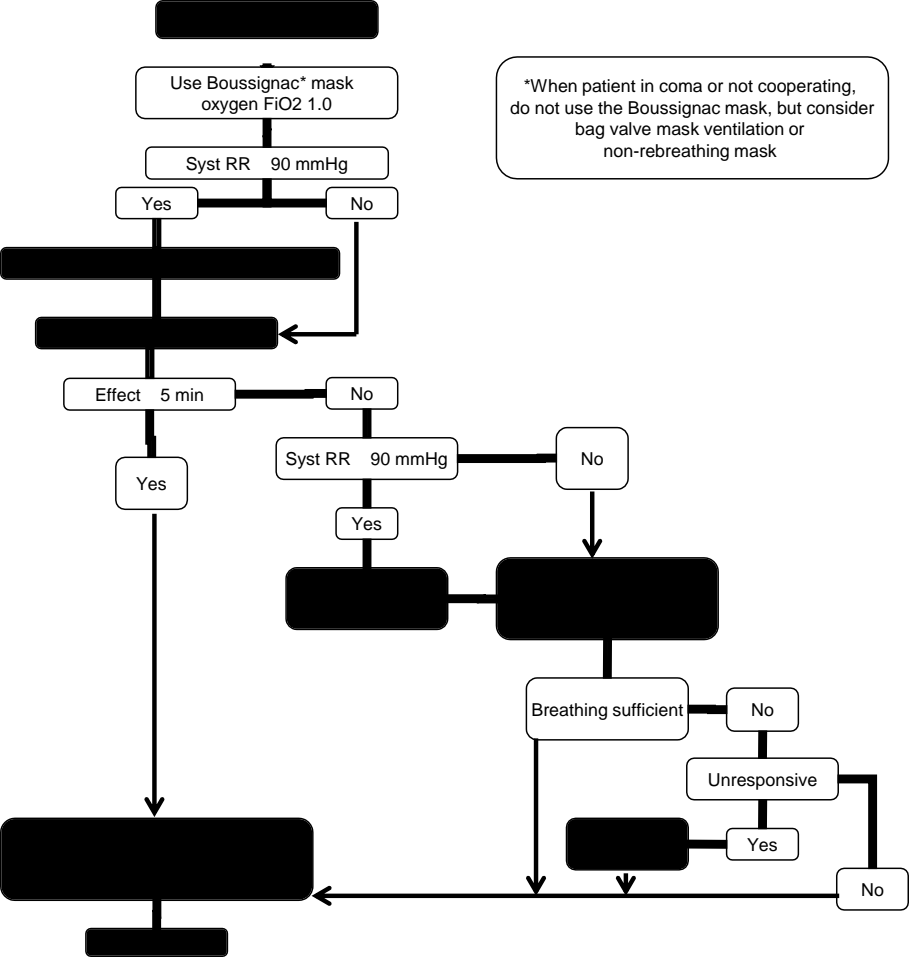 Use Boussignac* mask
oxygen FiO2 1.0
*When patient in coma or not cooperating,
do not use the Boussignac mask, but consider
bag valve mask ventilation or
non-rebreathing mask
Syst RR 90 mmHg
Yes
No
Effect 5 min
No
Syst RR 90 mmHg
No
Yes
Yes
Breathing sufficient
No
Unresponsive
Yes
No